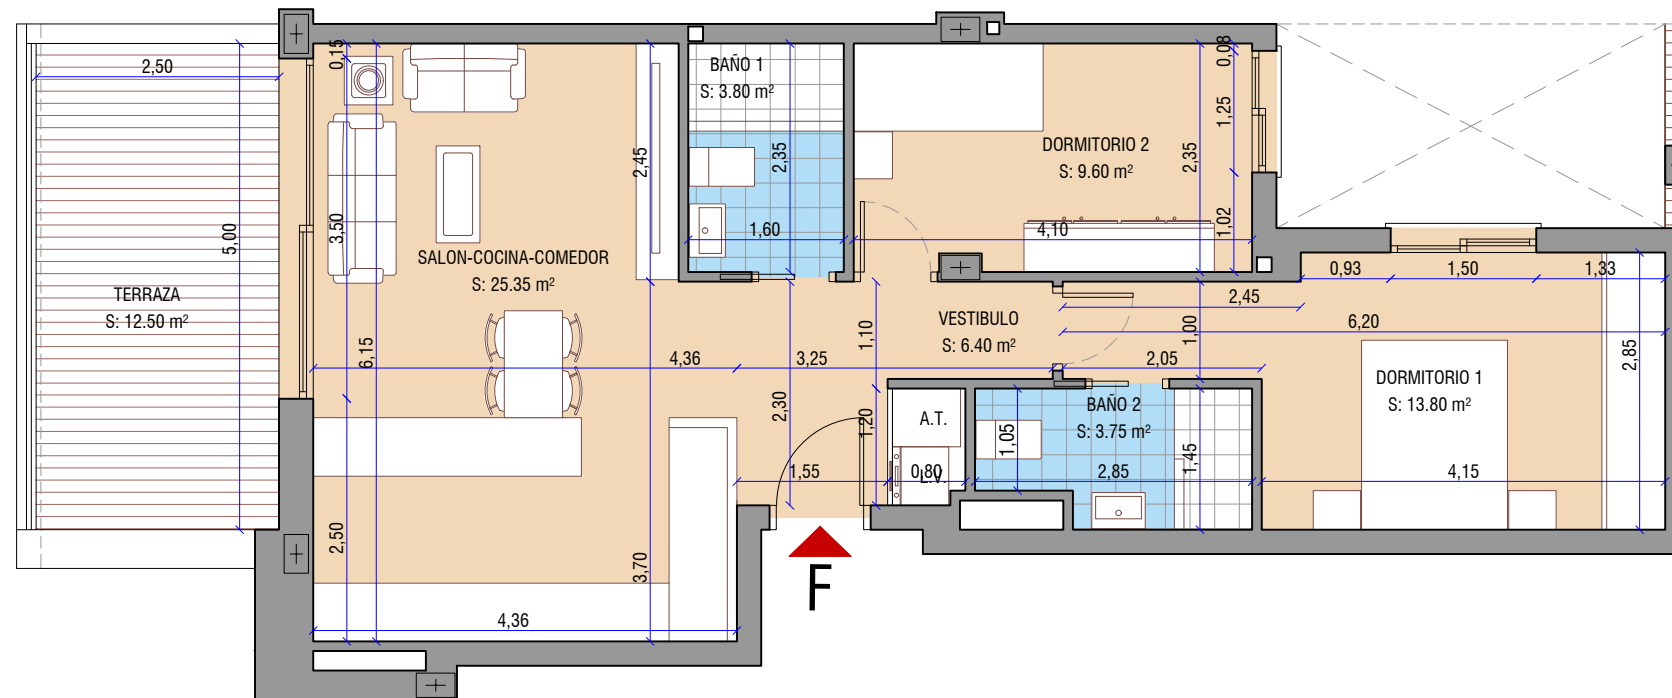 2,50
5,00
TERRAZA
S: 12.50 m²
0,15
3,50
6,15
2,50
SALON-COCINA-COMEDOR
S: 25.35 m²
2,45
4,36
3,70
4,36
BAÑO 1
S: 3.80 m²
2,35
1,60
DORMITORIO 2
S: 9.60 m²
4,10
2,35
0,08
1,25
1,02
VESTIBULO
S: 6.40 m²
3,25
1,10
1,20
2,30
1,55
0,80
A.T.
L.V.
BAÑO 2
S: 3.75 m²
1,05
2,85
1,45
1,00
2,05
2,45
6,20
0,93
1,50
1,33
DORMITORIO 1
S: 13.80 m²
2,85
4,15
F